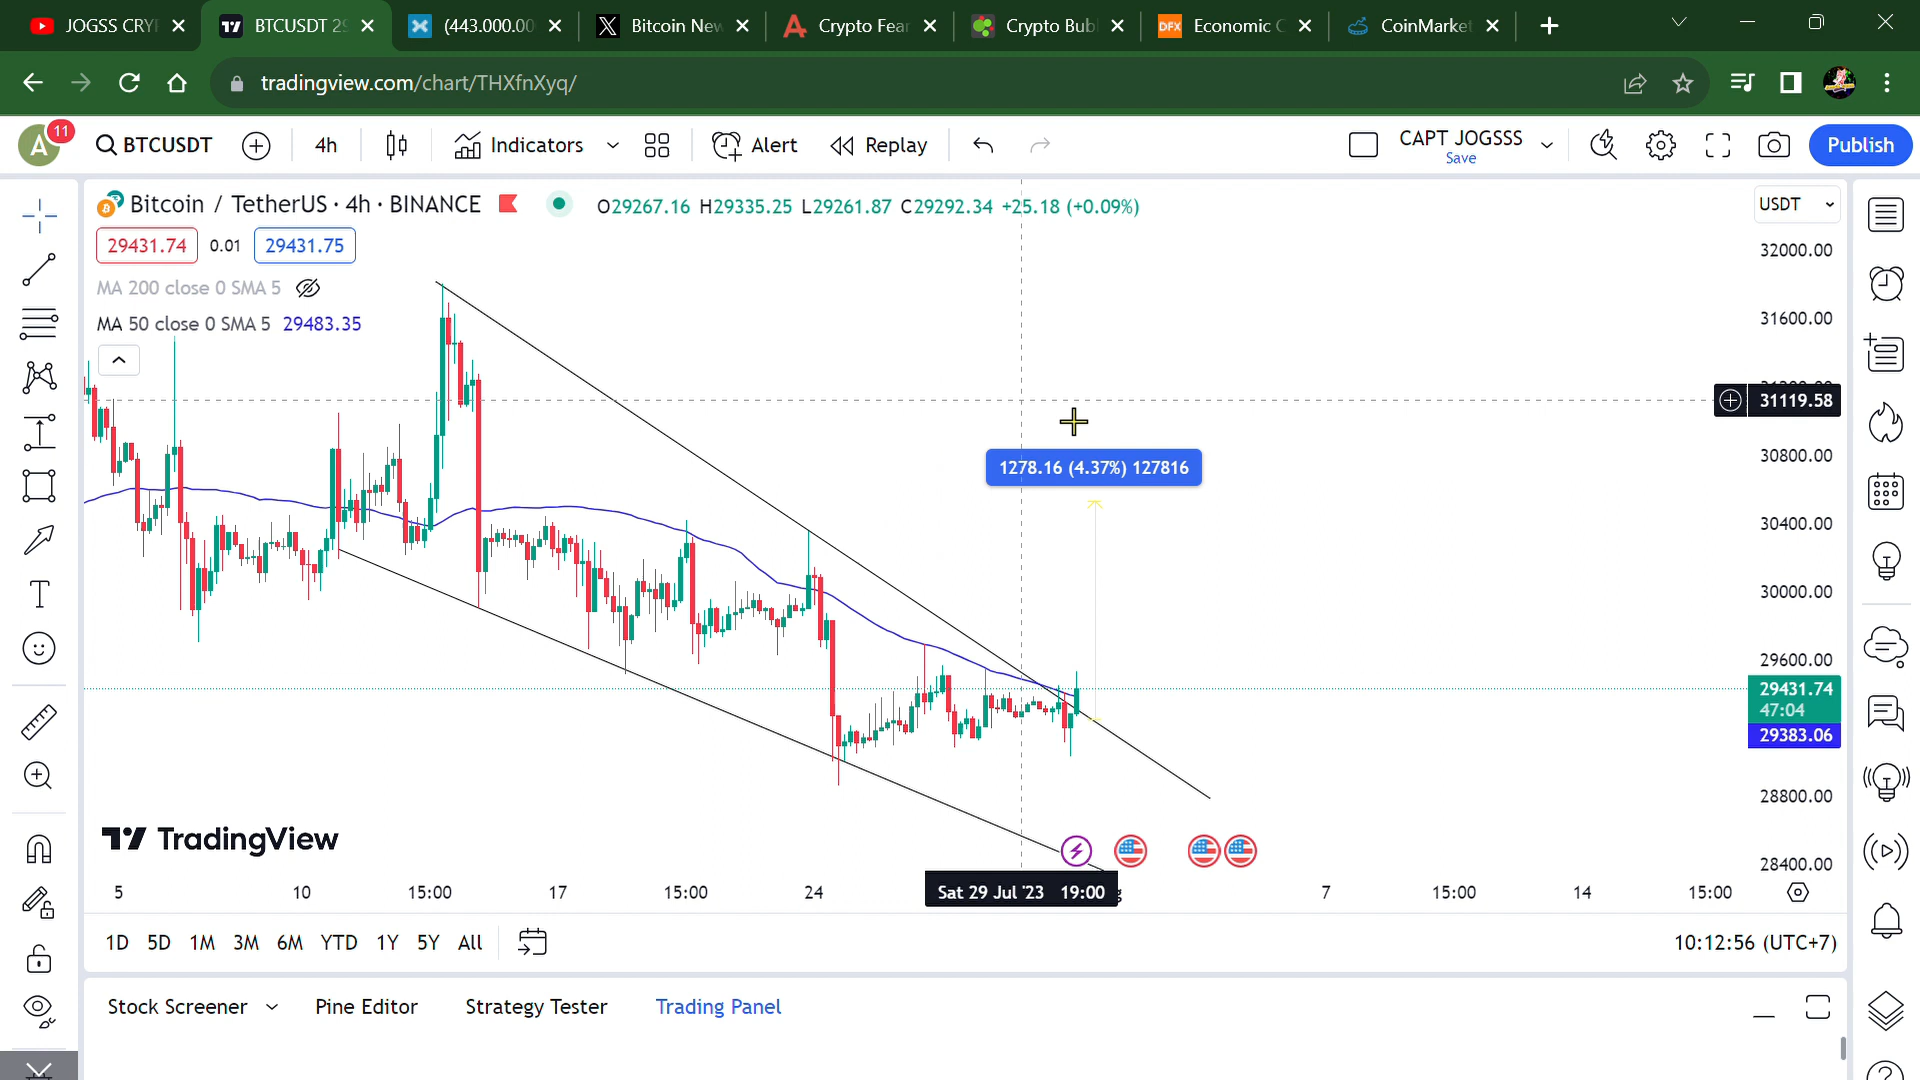 JOGSS CRY
BTCUSDT 29
(443.000.00
Bitcoin New
Crypto Fear
Crypto Bub
Economic C
CoinMarket
tradingview.com/chart/THXfnXyq/
A
11
BTCUSDT
4h
Indicators
Alert
Replay
CAPT JOGSSS
Save
Publish
Bitcoin / TetherUS · 4h · BINANCE
O29267.16 H29335.25 L29261.87 C29292.34 +25.18 (+0.09%)
USDT
29431.74
0.01
29431.75
MA 200 close 0 SMA 5
MA 50 close 0 SMA 5 29483.35
32000.00
31600.00
31119.58
30800.00
30400.00
30000.00
29600.00
29431.74
47:04
29383.06
28800.00
28400.00
1278.16 (4.37%) 127816
TradingView
5
10
15:00
17
15:00
24
Sat 29 Jul '23 19:00
7
15:00
14
15:00
1D 5D 1M 3M 6M YTD 1Y 5Y All
10:12:56 (UTC+7)
Stock Screener
Pine Editor
Strategy Tester
Trading Panel